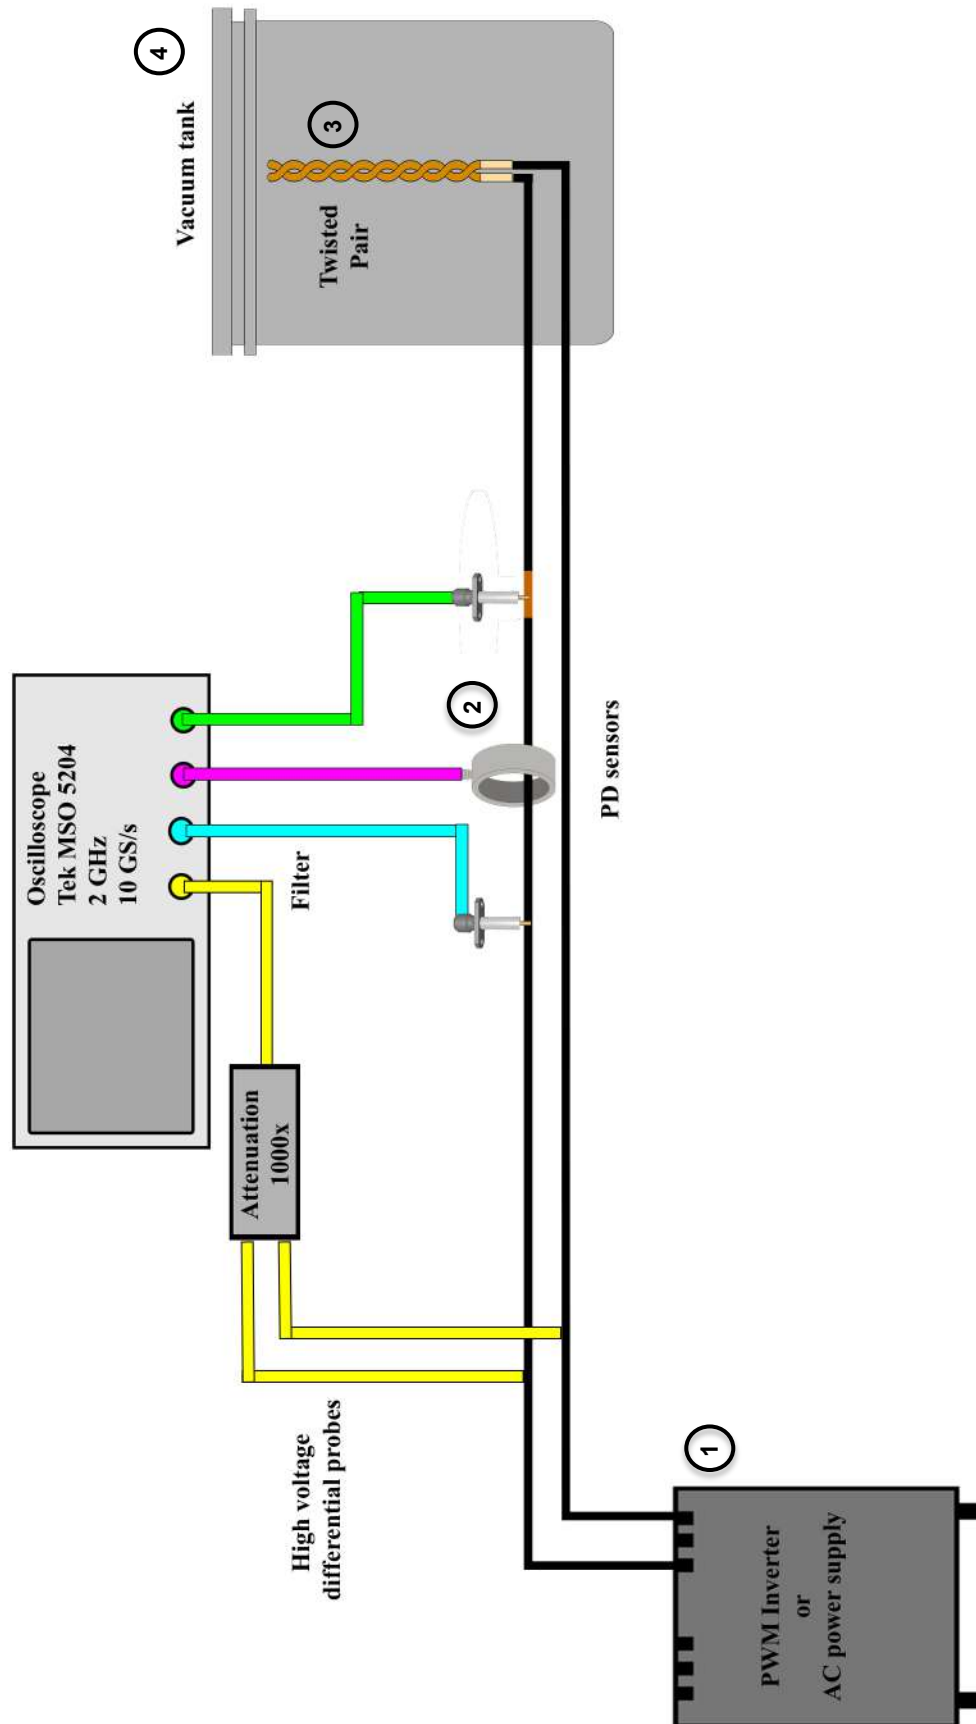 Oscilloscope
Tek MSO 5204
2 GHz
10 GS/s
Attenuation
1000x
Filter
High voltage
differential probes
PWM Inverter
or
AC power supply
1
2
PD sensors
Vacuum tank
4
Twisted
Pair
3